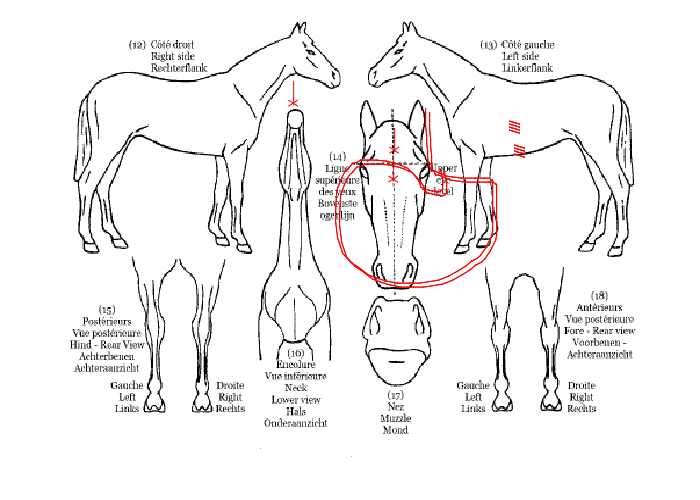 (12) Côté droit
Right side
Rechterflank
(13) Côté gauche
Left side
Linkerflank
(14)
Ligne
supérieure
des yeux
Bovenste
ogenlijn
Upper
(15)
Postérieurs
Vue postérieure
Hind - Rear View
Achterbenen
Achteraanzicht
Gauche
Left
Links
Droite
Right
Rechts
(16)
Encolure
Vue inférieure
Neck
Lower view
Hals
Onderaanzicht
(17)
Nez
Muzzle
Mond
(18)
Antérieurs
Vue postérieure
Fore - Rear view
Voorbenen -
Achteraanzicht
Gauche
Left
Links
Droite
Right
Rechts